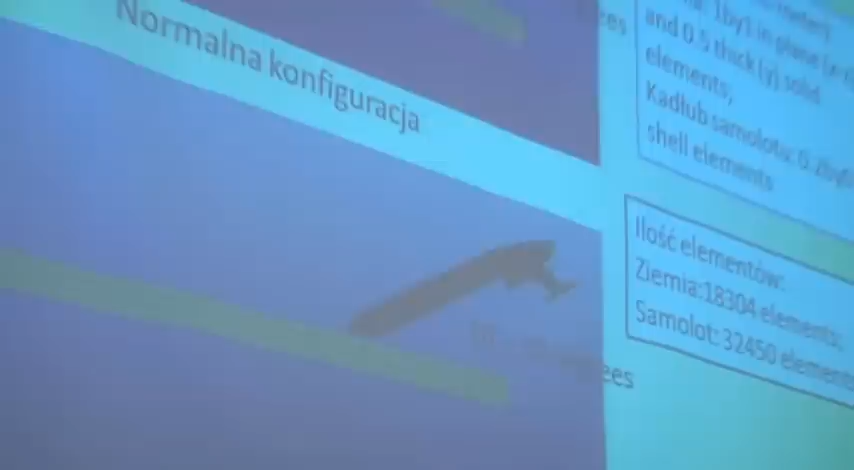 Normalna konfiguracja
and 0.5 thick (y) solid
elements;
Kadłub samolotu:
shell elements
Ilość elementów:
Ziemia:18304 elements;
Samolot: 32450 elements